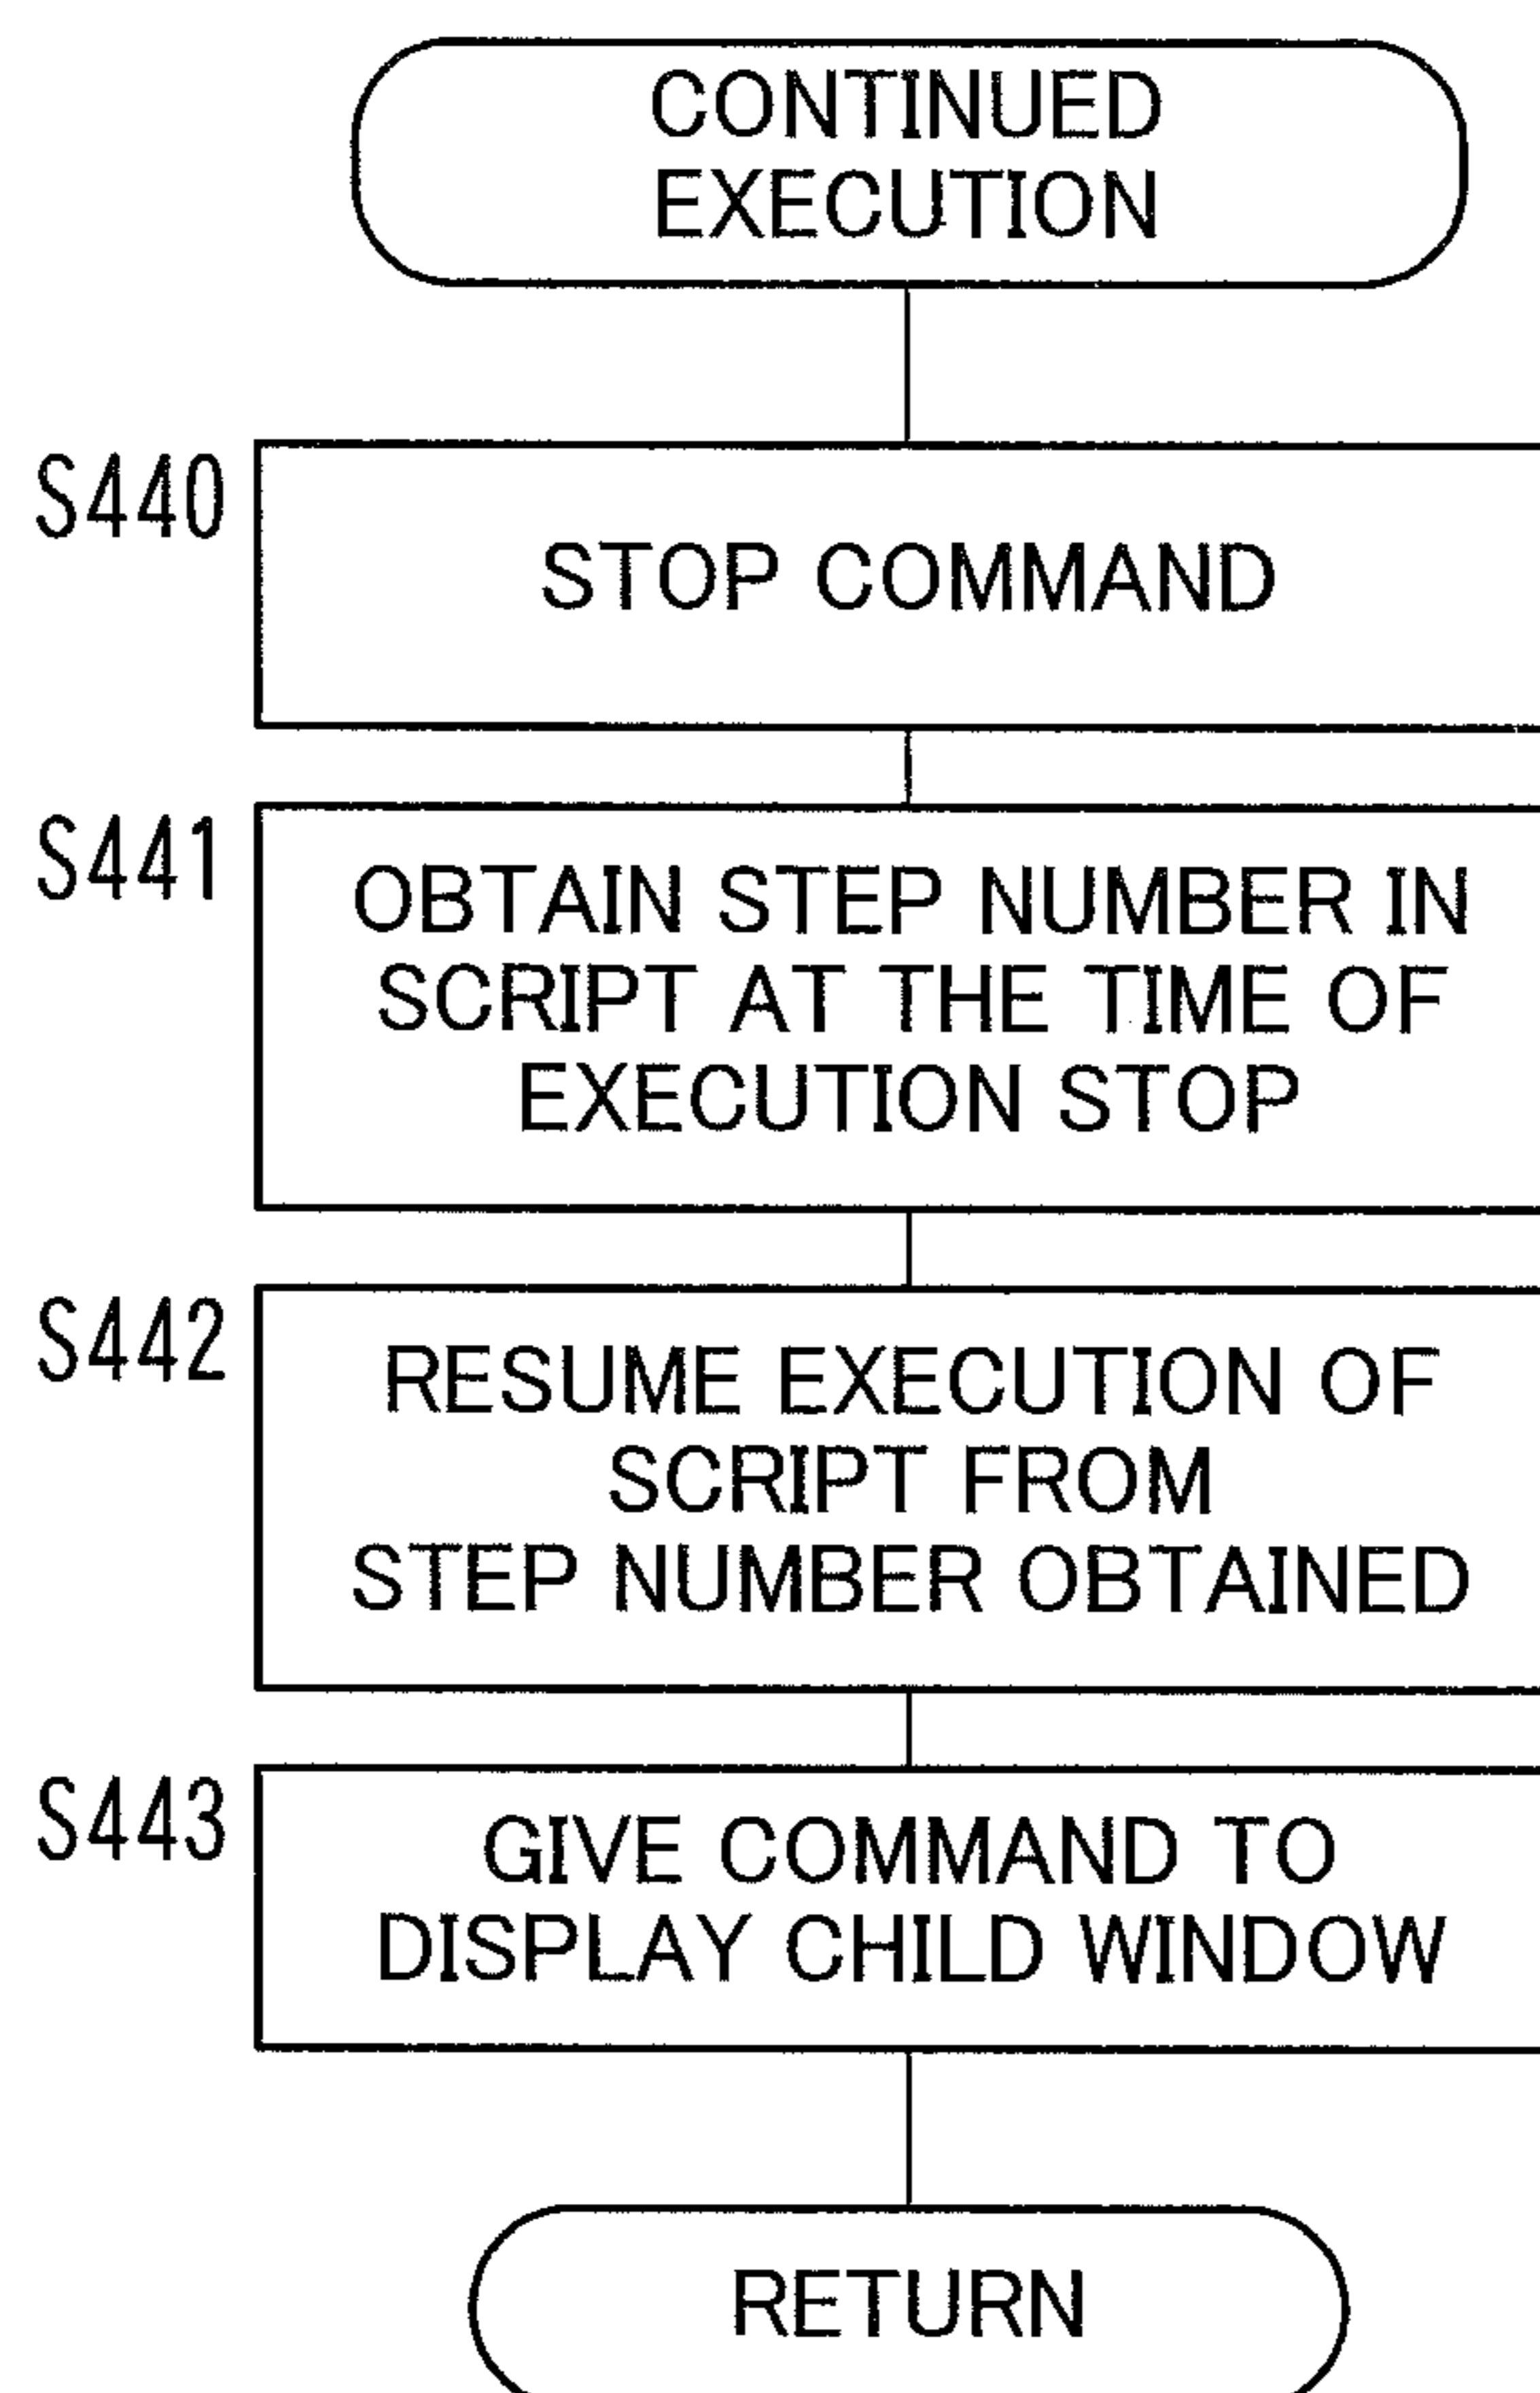 CONTINUED
EXECUTION
S440
STOP COMMAND
S441
OBTAIN STEP NUMBER IN
SCRIPT AT THE TIME OF
EXECUTION STOP
S442
RESUME EXECUTION OF
SCRIPT FROM
STEP NUMBER OBTAINED
S443
GIVE COMMAND TO
DISPLAY CHILD WINDOW
RETURN